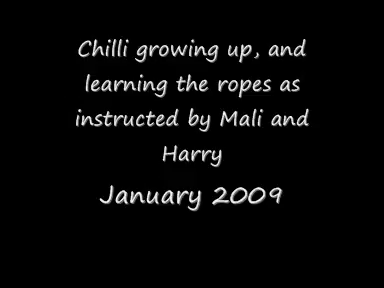 Chilli growing up, and
learning the ropes as
instructed by Mali and
Harry
January 2009